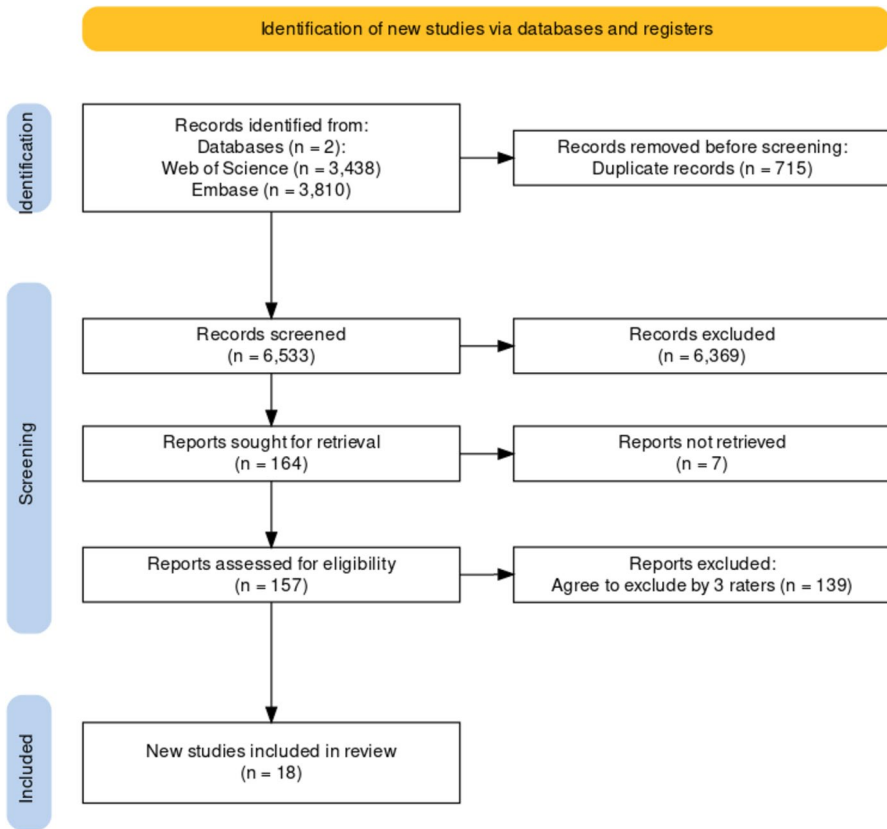 Identification of new studies via databases and registers
Identification
Records identified from:
Databases (n = 2):
Web of Science (n = 3,438)
Embase (n = 3,810)
Records removed before screening:
Duplicate records (n = 715)
Screening
Records screened
(n = 6,533)
Records excluded
(n = 6,369)
Reports sought for retrieval
(n = 164)
Reports not retrieved
(n = 7)
Reports assessed for eligibility
(n = 157)
Reports excluded:
Agree to exclude by 3 raters (n = 139)
Included
New studies included in review
(n = 18)